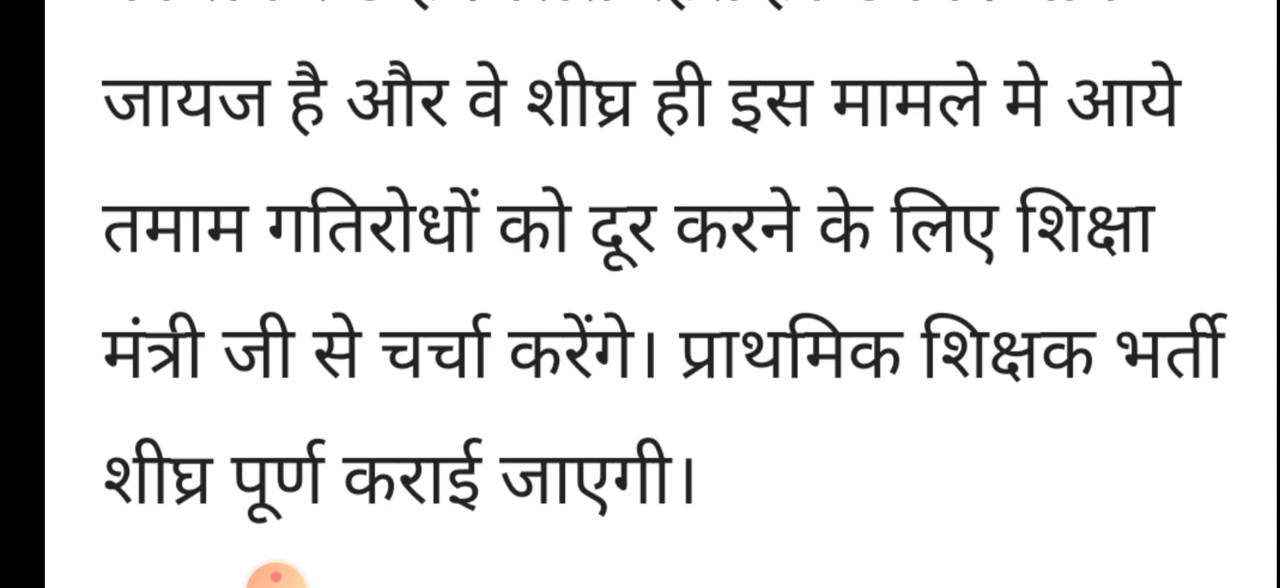 जायज है और वे शीघ्र ही इस मामले मे आये
तमाम गतिरोधों को दूर करने के लिए शिक्षा
मंत्री जी से चर्चा करेंगे। प्राथमिक शिक्षक भर्ती
शीघ्र पूर्ण कराई जाएगी।